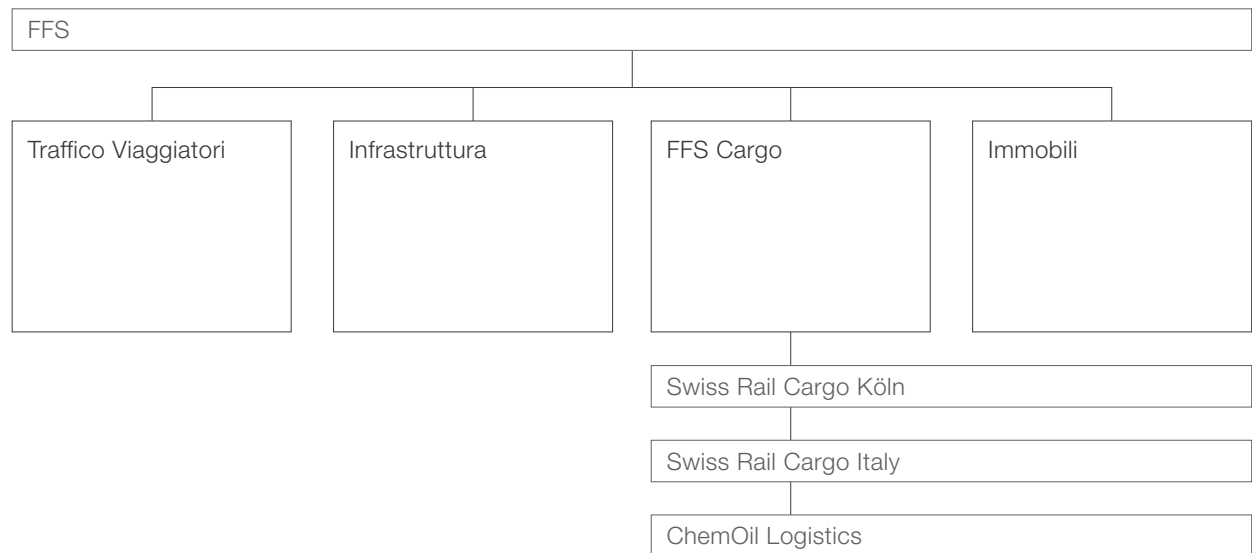 FFS
Traffico Viaggiatori
Infrastruttura
FFS Cargo
Immobili
Swiss Rail Cargo Köln
Swiss Rail Cargo Italy
ChemOil Logistics